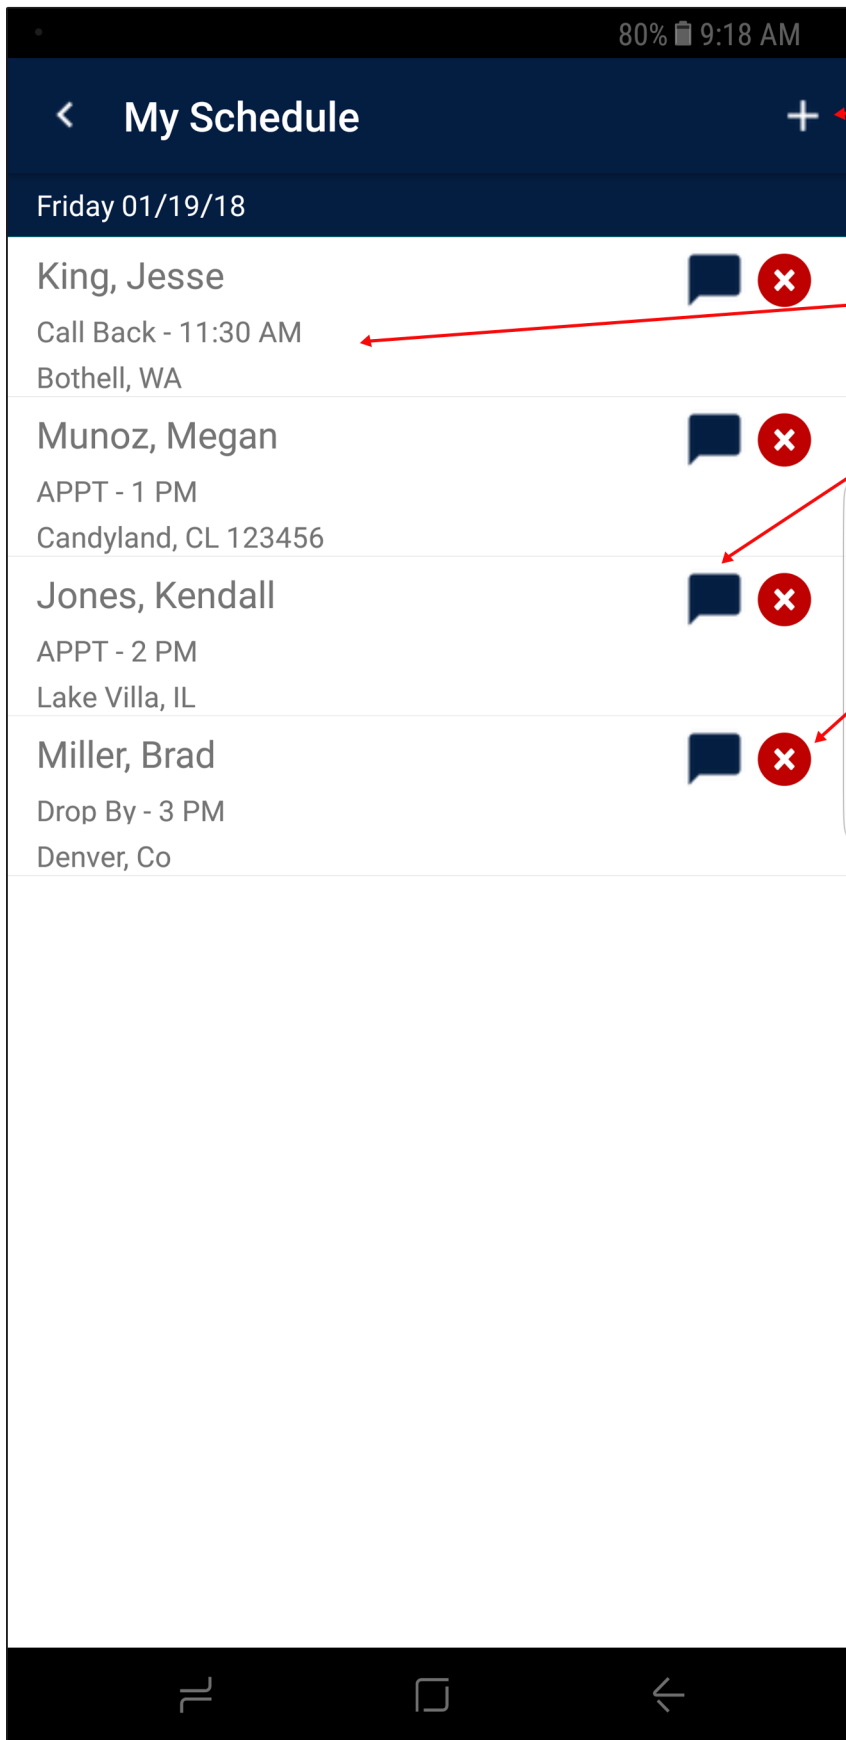 80% 9:18 AM
My Schedule
Friday 01/19/18
King, Jesse
Call Back - 11:30 AM
Bothell, WA
Munoz, Megan
APPT - 1 PM
Candyland, CL 123456
Jones, Kendall
APPT - 2 PM
Lake Villa, IL
Miller, Brad
Drop By - 3 PM
Denver, Co